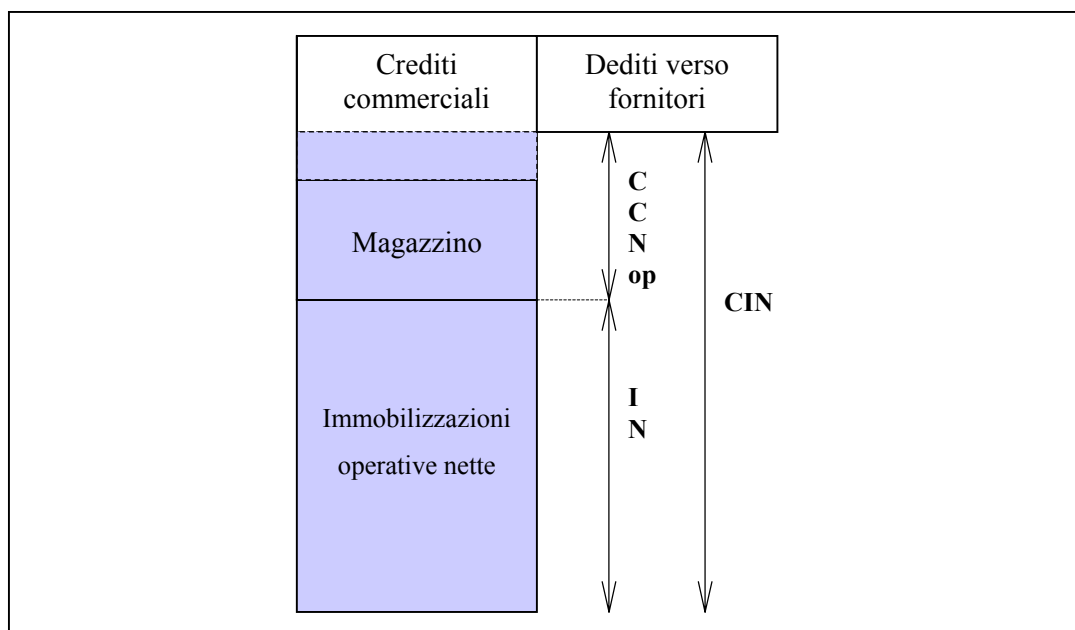 Crediti
commerciali
Dediti verso
fornitori
C
C
N
op
Magazzino
CIN
I
N
Immobilizzazioni
operative nette